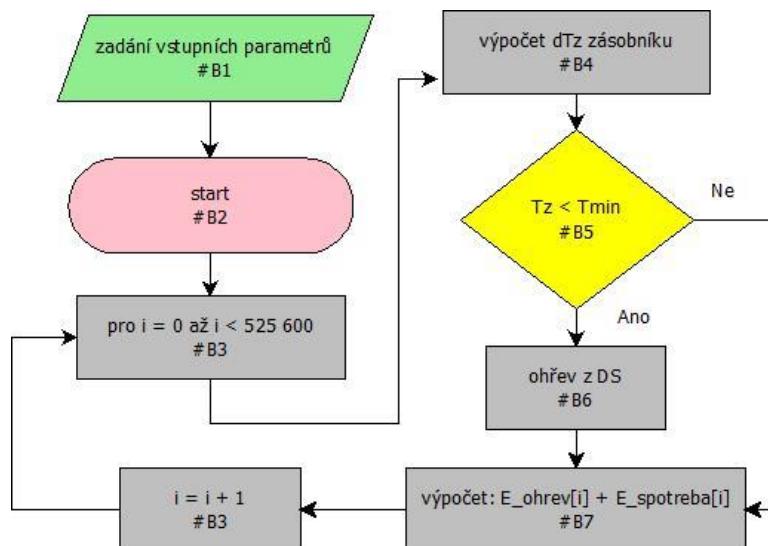 zadání vstupních parametrů
#B1
start
#B2
pro i = 0 až i < 525 600
#B3
výpočet dTz zásobníku
#B4
Tz < Tmin
#B5
Ne
Ano
ohřev z DS
#B6
výpočet: E_ohrev[i] + E_spotreba[i]
#B7
i = i + 1
#B3